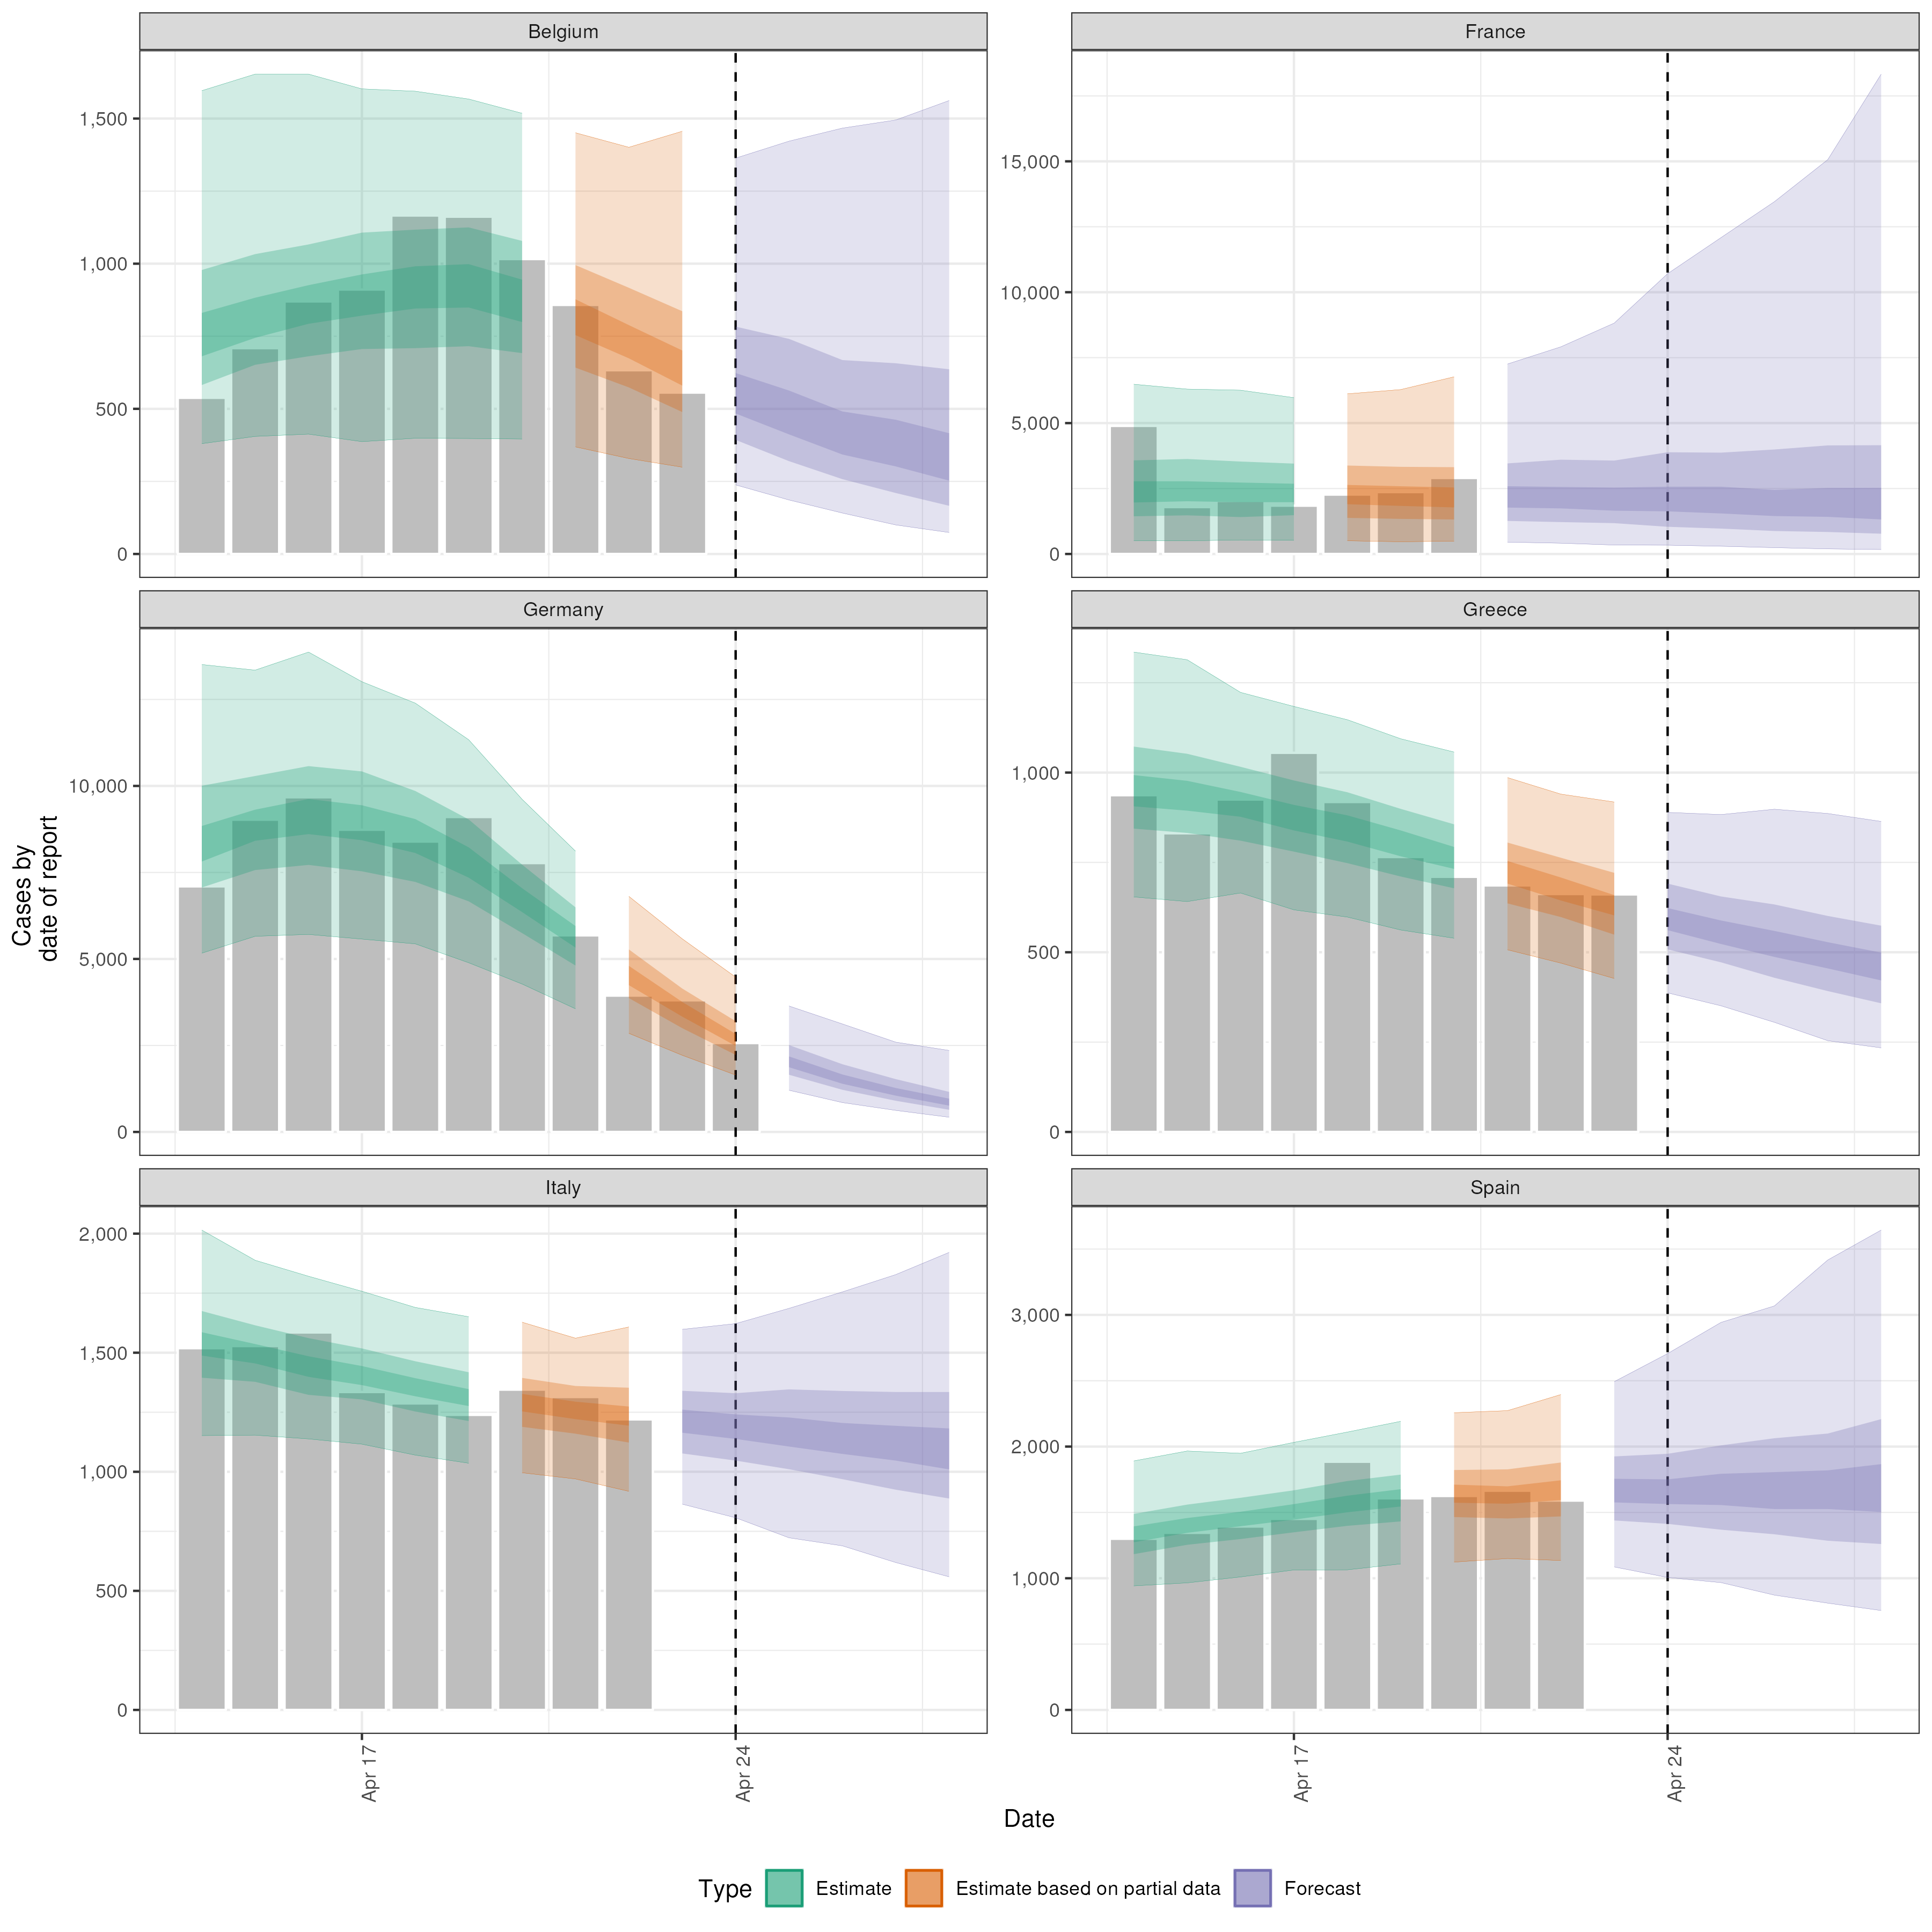 Belgium
France
1,500
1,000
500
0
15,000
10,000
5,000
0
Germany
Greece
10,000
5,000
0
1,000
500
0
Italy
Spain
2,000
1,500
1,000
500
0
3,000
2,000
1,000
0
Cases by
date of report
Apr 17
Apr 24
Apr 17
Apr 24
Date
Type Estimate Estimate based on partial data Forecast